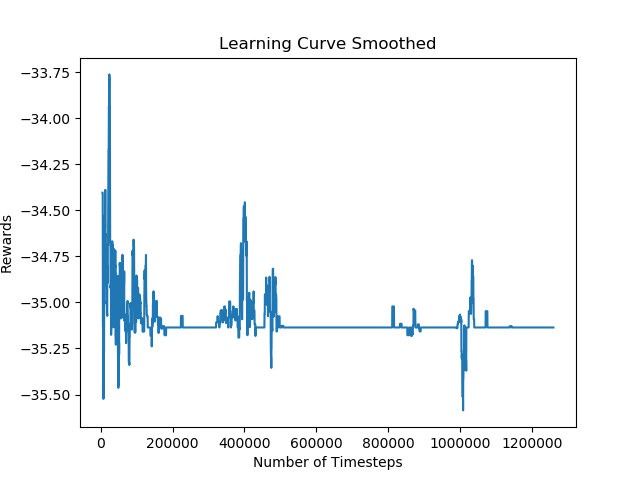 Learning Curve Smoothed
−33.75
−34.00
−34.25
−34.50
−34.75
−35.00
−35.25
−35.50
Rewards
0 200000 400000 600000 800000 1000000 1200000
Number of Timesteps